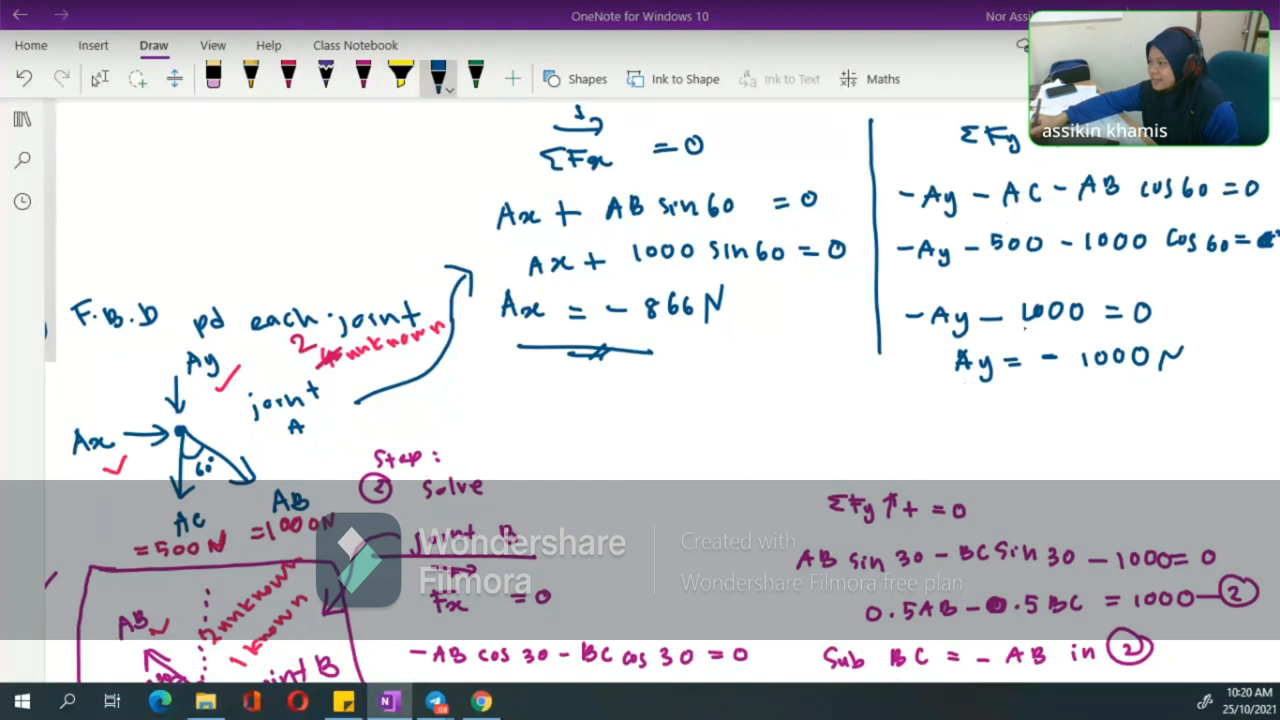 OneNote for Windows 10
Nor Assi
Home Insert Draw View Help Class Notebook
Shapes Ink to Shape Ink to Text Maths
assikin khamis
ΣFx = 0
Ax + AB sin 60 = 0
Ax + 1000 sin 60 = 0
Ax = - 866 N
ΣFy
- Ay - AC - AB cos 60 = 0
- Ay - 500 - 1000 cos 60 =
- Ay - 1000 = 0
Ay = - 1000 N
F.B.D pd each joint
2 unknown
Ay
joint A
Ax
60°
AC
= 500 N
AB
= 1000 N
Step:
② Solve
joint B
Fx = 0
- AB cos 30 - BC cos 30 = 0
ΣFy ↑+ = 0
AB sin 30 - BC sin 30 - 1000 = 0
0.5AB - 0.5 BC = 1000 — ②
Sub BC = - AB in ②
AB
2 unknown
1 known
Wondershare
Filmora
Created with
Wondershare Filmora free plan
10:20 AM
25/10/2021